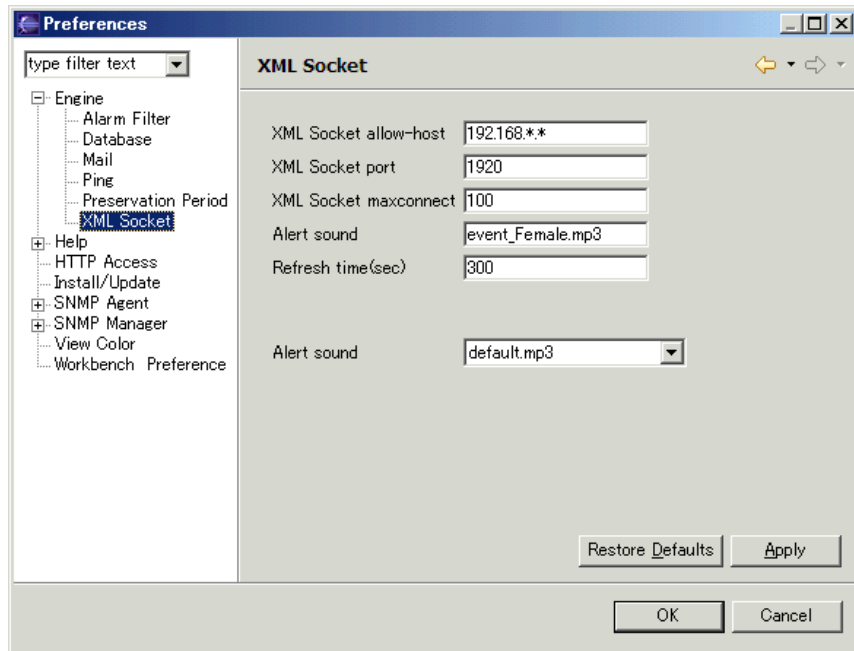 Preferences
type filter text
Engine
Alarm Filter
Database
Mail
Ping
Preservation Period
XML Socket
Help
HTTP Access
Install/Update
SNMP Agent
SNMP Manager
View Color
Workbench Preference
XML Socket
XML Socket allow-host 192.168.*.*
XML Socket port 1920
XML Socket maxconnect 100
Alert sound event_Female.mp3
Refresh time(sec) 300
Alert sound default.mp3
Restore Defaults Apply
OK Cancel